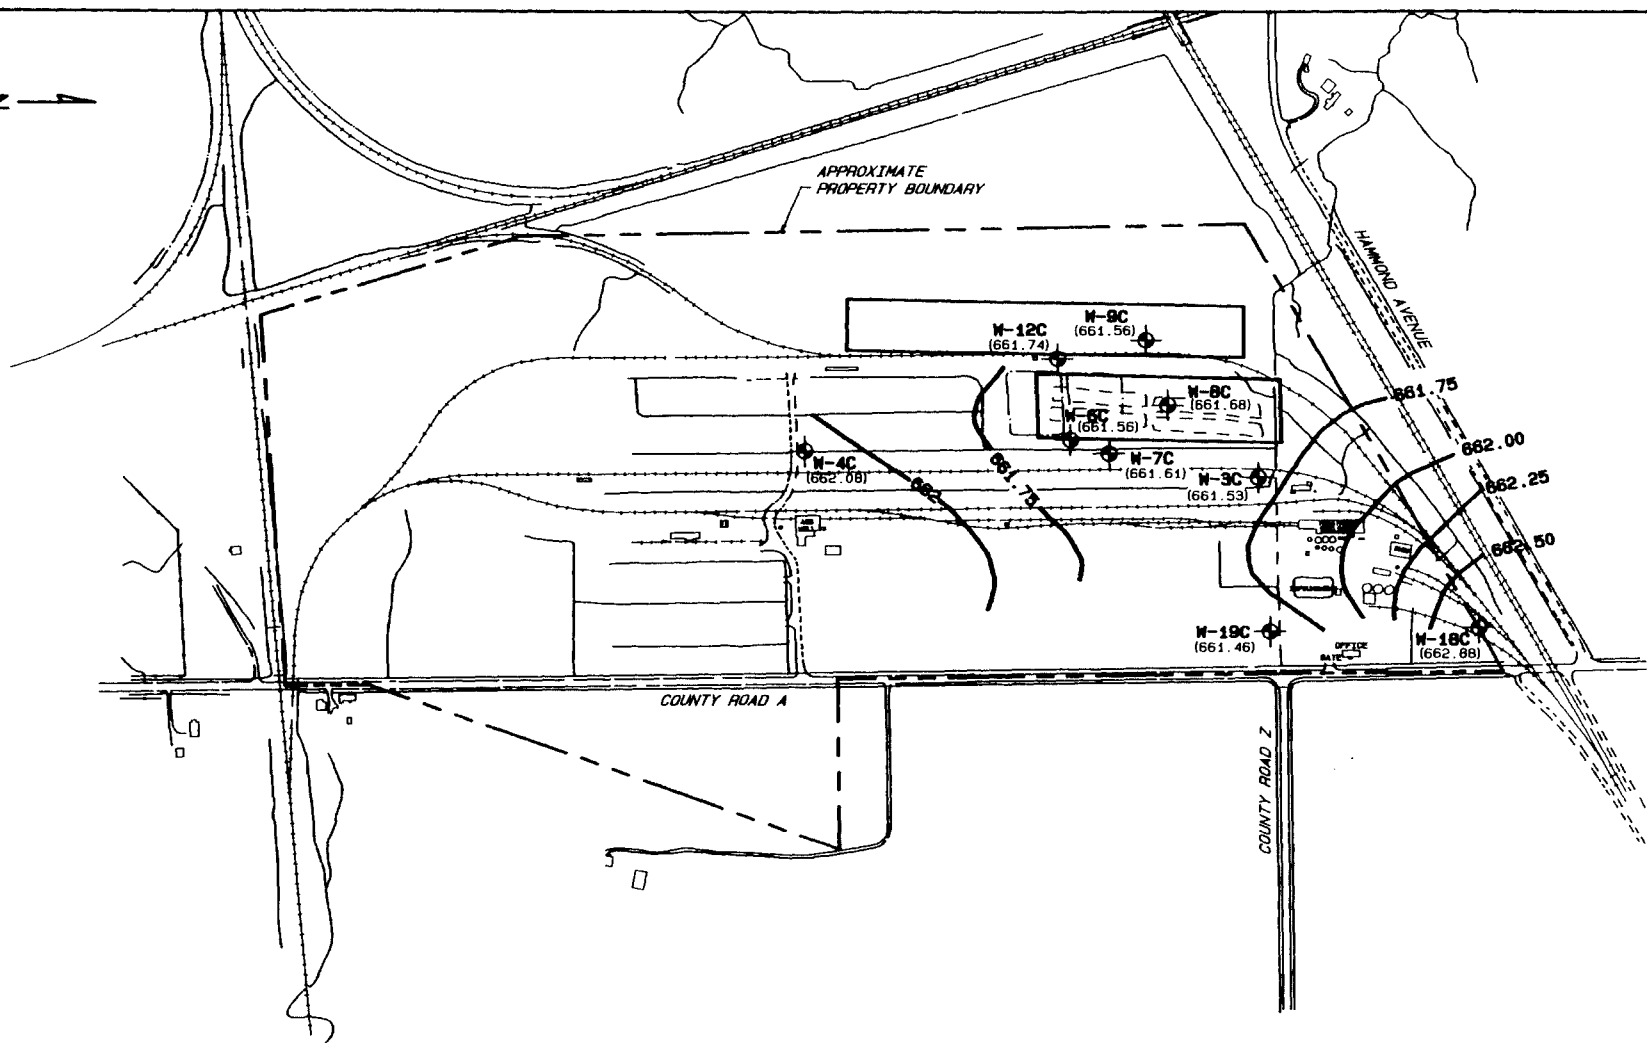 APPROXIMATE
PROPERTY BOUNDARY
HAMMOND AVENUE
W-12C
(661.74)
W-9C
(661.56)
W-8C
(661.68)
W-6C
(661.56)
W-7C
(661.61)
W-3C
(661.53)
W-4C
(662.08)
662
661.75
661.75
662.00
662.25
662.50
W-19C
(661.46)
W-18C
(662.88)
OFFICE
GATE
COUNTY ROAD A
COUNTY ROAD Z